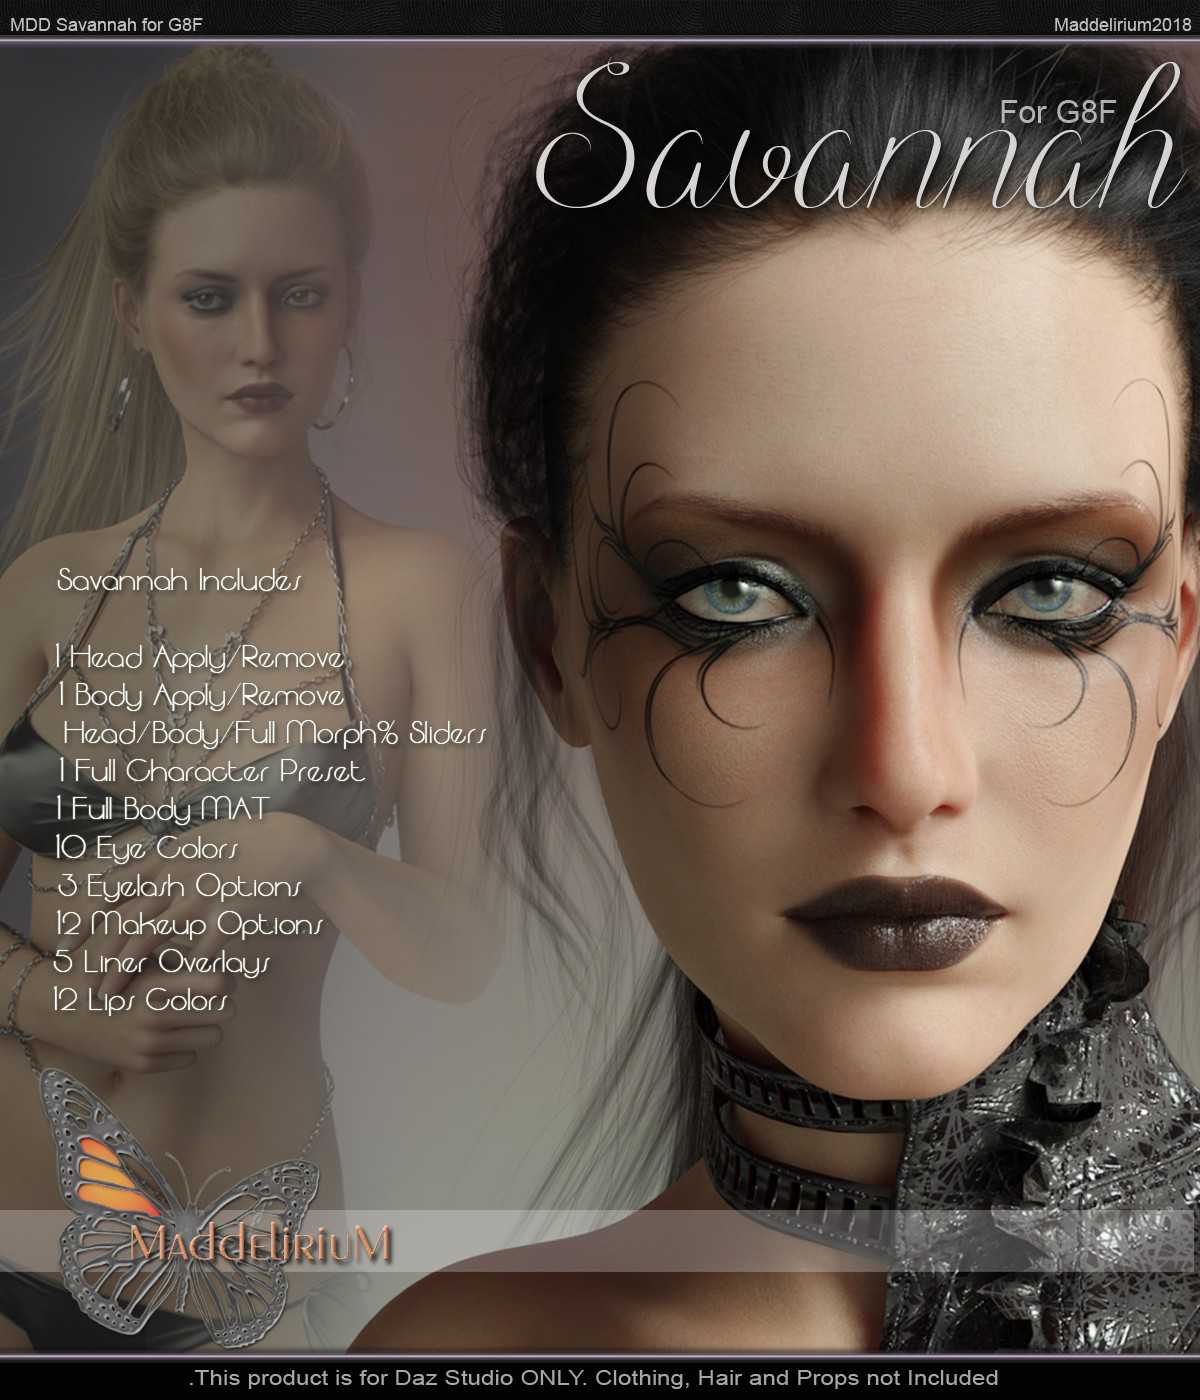 MDD Savannah for G8F
Maddelirium2018
For G8F
Savannah
Savannah Includes
1 Head Apply/Remove
1 Body Apply/Remove
Head/Body/Full Morph% Sliders
1 Full Character Preset
1 Full Body MAT
10 Eye Colors
3 Eyelash Options
12 Makeup Options
5 Liner Overlays
12 Lips Colors
MaddeliriuM
.This product is for Daz Studio ONLY. Clothing, Hair and Props not Included